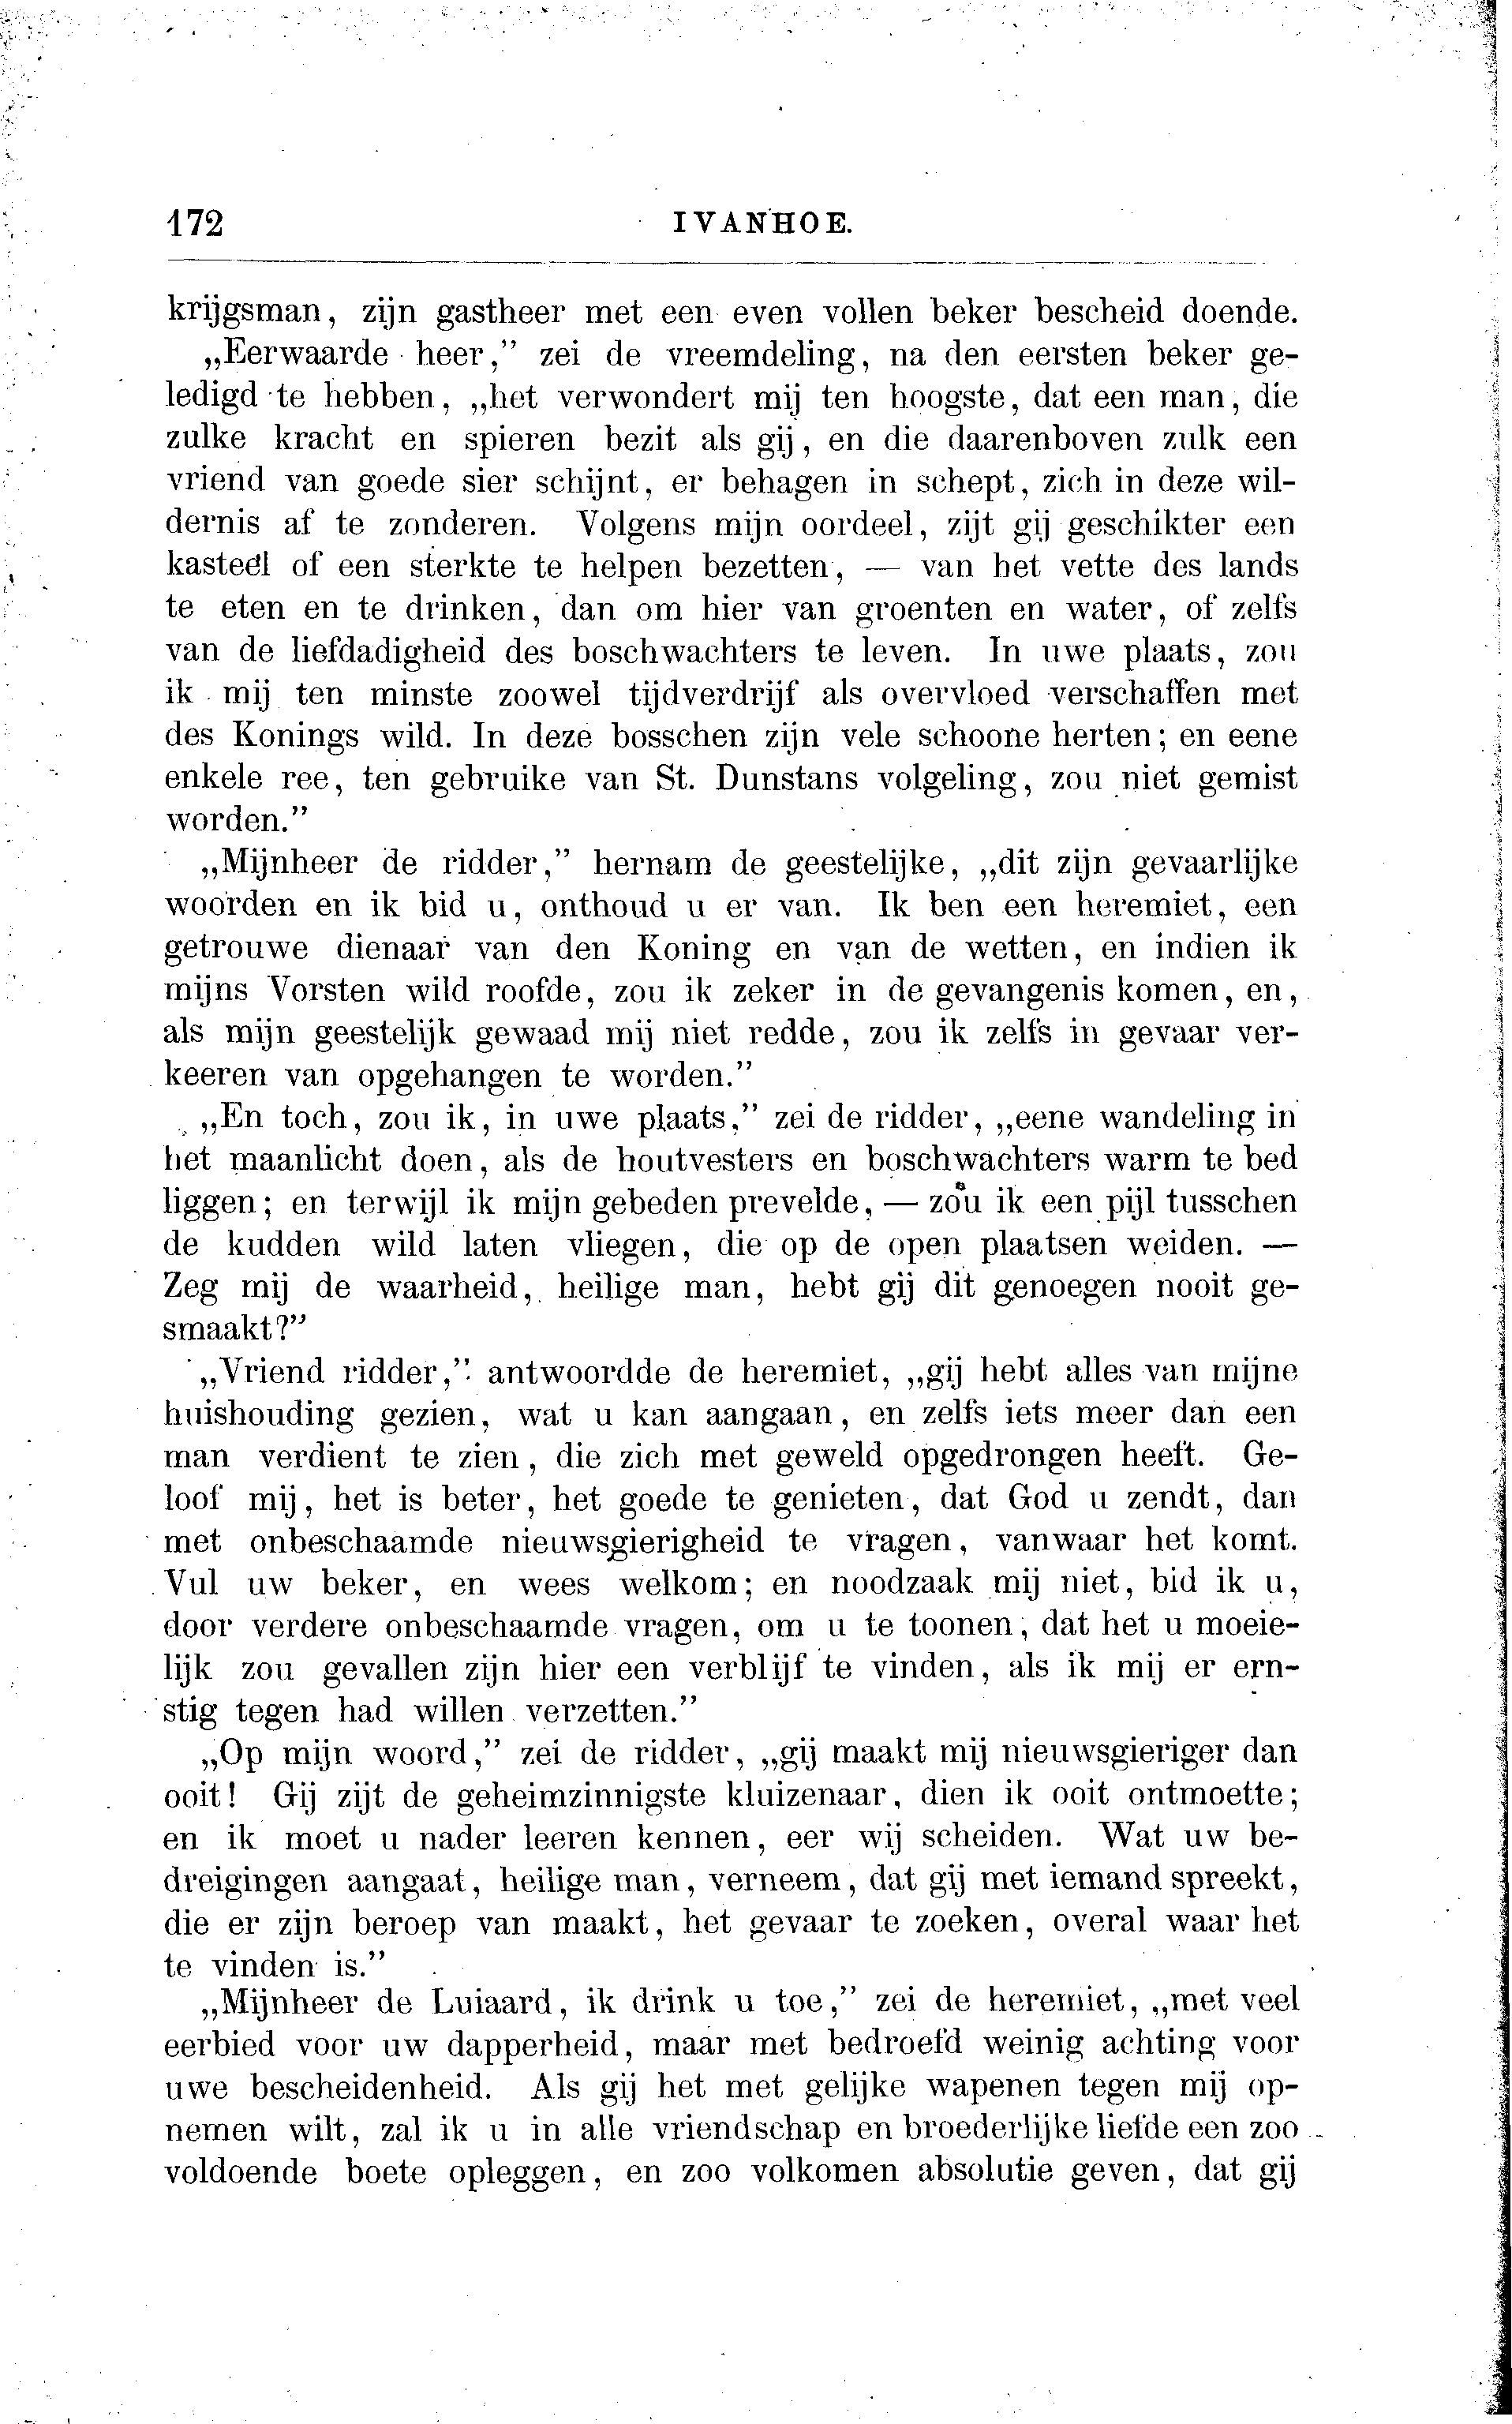 172
IVANHOE.
krijgsman, zijn gastheer met een even vollen beker bescheid doende.
„Eerwaarde heer,” zei de vreemdeling, na den eersten beker ge-
ledigd te hebben, „het verwondert mij ten hoogste, dat een man, die
zulke kracht en spieren bezit als gij, en die daarenboven zulk een
vriend van goede sier schijnt, er behagen in schept, zich in deze wil-
dernis af te zonderen. Volgens mijn oordeel, zijt gij geschikter een
kasteel of een sterkte te helpen bezetten, — van het vette des lands
te eten en te drinken, dan om hier van groenten en water, of zelfs
van de liefdadigheid des boschwachters te leven. In uwe plaats, zou
ik mij ten minste zoowel tijdverdrijf als overvloed verschaffen met
des Konings wild. In deze bosschen zijn vele schoone herten; en eene
enkele ree, ten gebruike van St. Dunstans volgeling, zou niet gemist
worden.”
„Mijnheer de ridder,” hernam de geestelijke, „dit zijn gevaarlijke
woorden en ik bid u, onthoud u er van. Ik ben een heremiet, een
getrouwe dienaar van den Koning en van de wetten, en indien ik
mijns Vorsten wild roofde, zou ik zeker in de gevangenis komen, en,
als mijn geestelijk gewaad mij niet redde, zou ik zelfs in gevaar ver-
keeren van opgehangen te worden.”
„En toch, zou ik, in uwe plaats,” zei de ridder, „eene wandeling in
het maanlicht doen, als de houtvesters en boschwachters warm te bed
liggen; en terwijl ik mijn gebeden prevelde, — zou ik een pijl tusschen
de kudden wild laten vliegen, die op de open plaatsen weiden. —
Zeg mij de waarheid, heilige man, hebt gij dit genoegen nooit ge-
smaakt?”
„Vriend ridder,” antwoordde de heremiet, „gij hebt alles van mijne
huishouding gezien, wat u kan aangaan, en zelfs iets meer dan een
man verdient te zien, die zich met geweld opgedrongen heeft. Ge-
loof mij, het is beter, het goede te genieten, dat God u zendt, dan
met onbeschaamde nieuwsgierigheid te vragen, vanwaar het komt.
Vul uw beker, en wees welkom; en noodzaak mij niet, bid ik u,
door verdere onbeschaamde vragen, om u te toonen, dat het u moeie-
lijk zou gevallen zijn hier een verblijf te vinden, als ik mij er ern-
stig tegen had willen verzetten.”
„Op mijn woord,” zei de ridder, „gij maakt mij nieuwsgieriger dan
ooit! Gij zijt de geheimzinnigste kluizenaar, dien ik ooit ontmoette;
en ik moet u nader leeren kennen, eer wij scheiden. Wat uw be-
dreigingen aangaat, heilige man, verneem, dat gij met iemand spreekt,
die er zijn beroep van maakt, het gevaar te zoeken, overal waar het
te vinden is.”
„Mijnheer de Luiaard, ik drink u toe,” zei de heremiet, „met veel
eerbied voor uw dapperheid, maar met bedroefd weinig achting voor
uwe bescheidenheid. Als gij het met gelijke wapenen tegen mij op-
nemen wilt, zal ik u in alle vriendschap en broederlijke liefde een zoo
voldoende boete opleggen, en zoo volkomen absolutie geven, dat gij